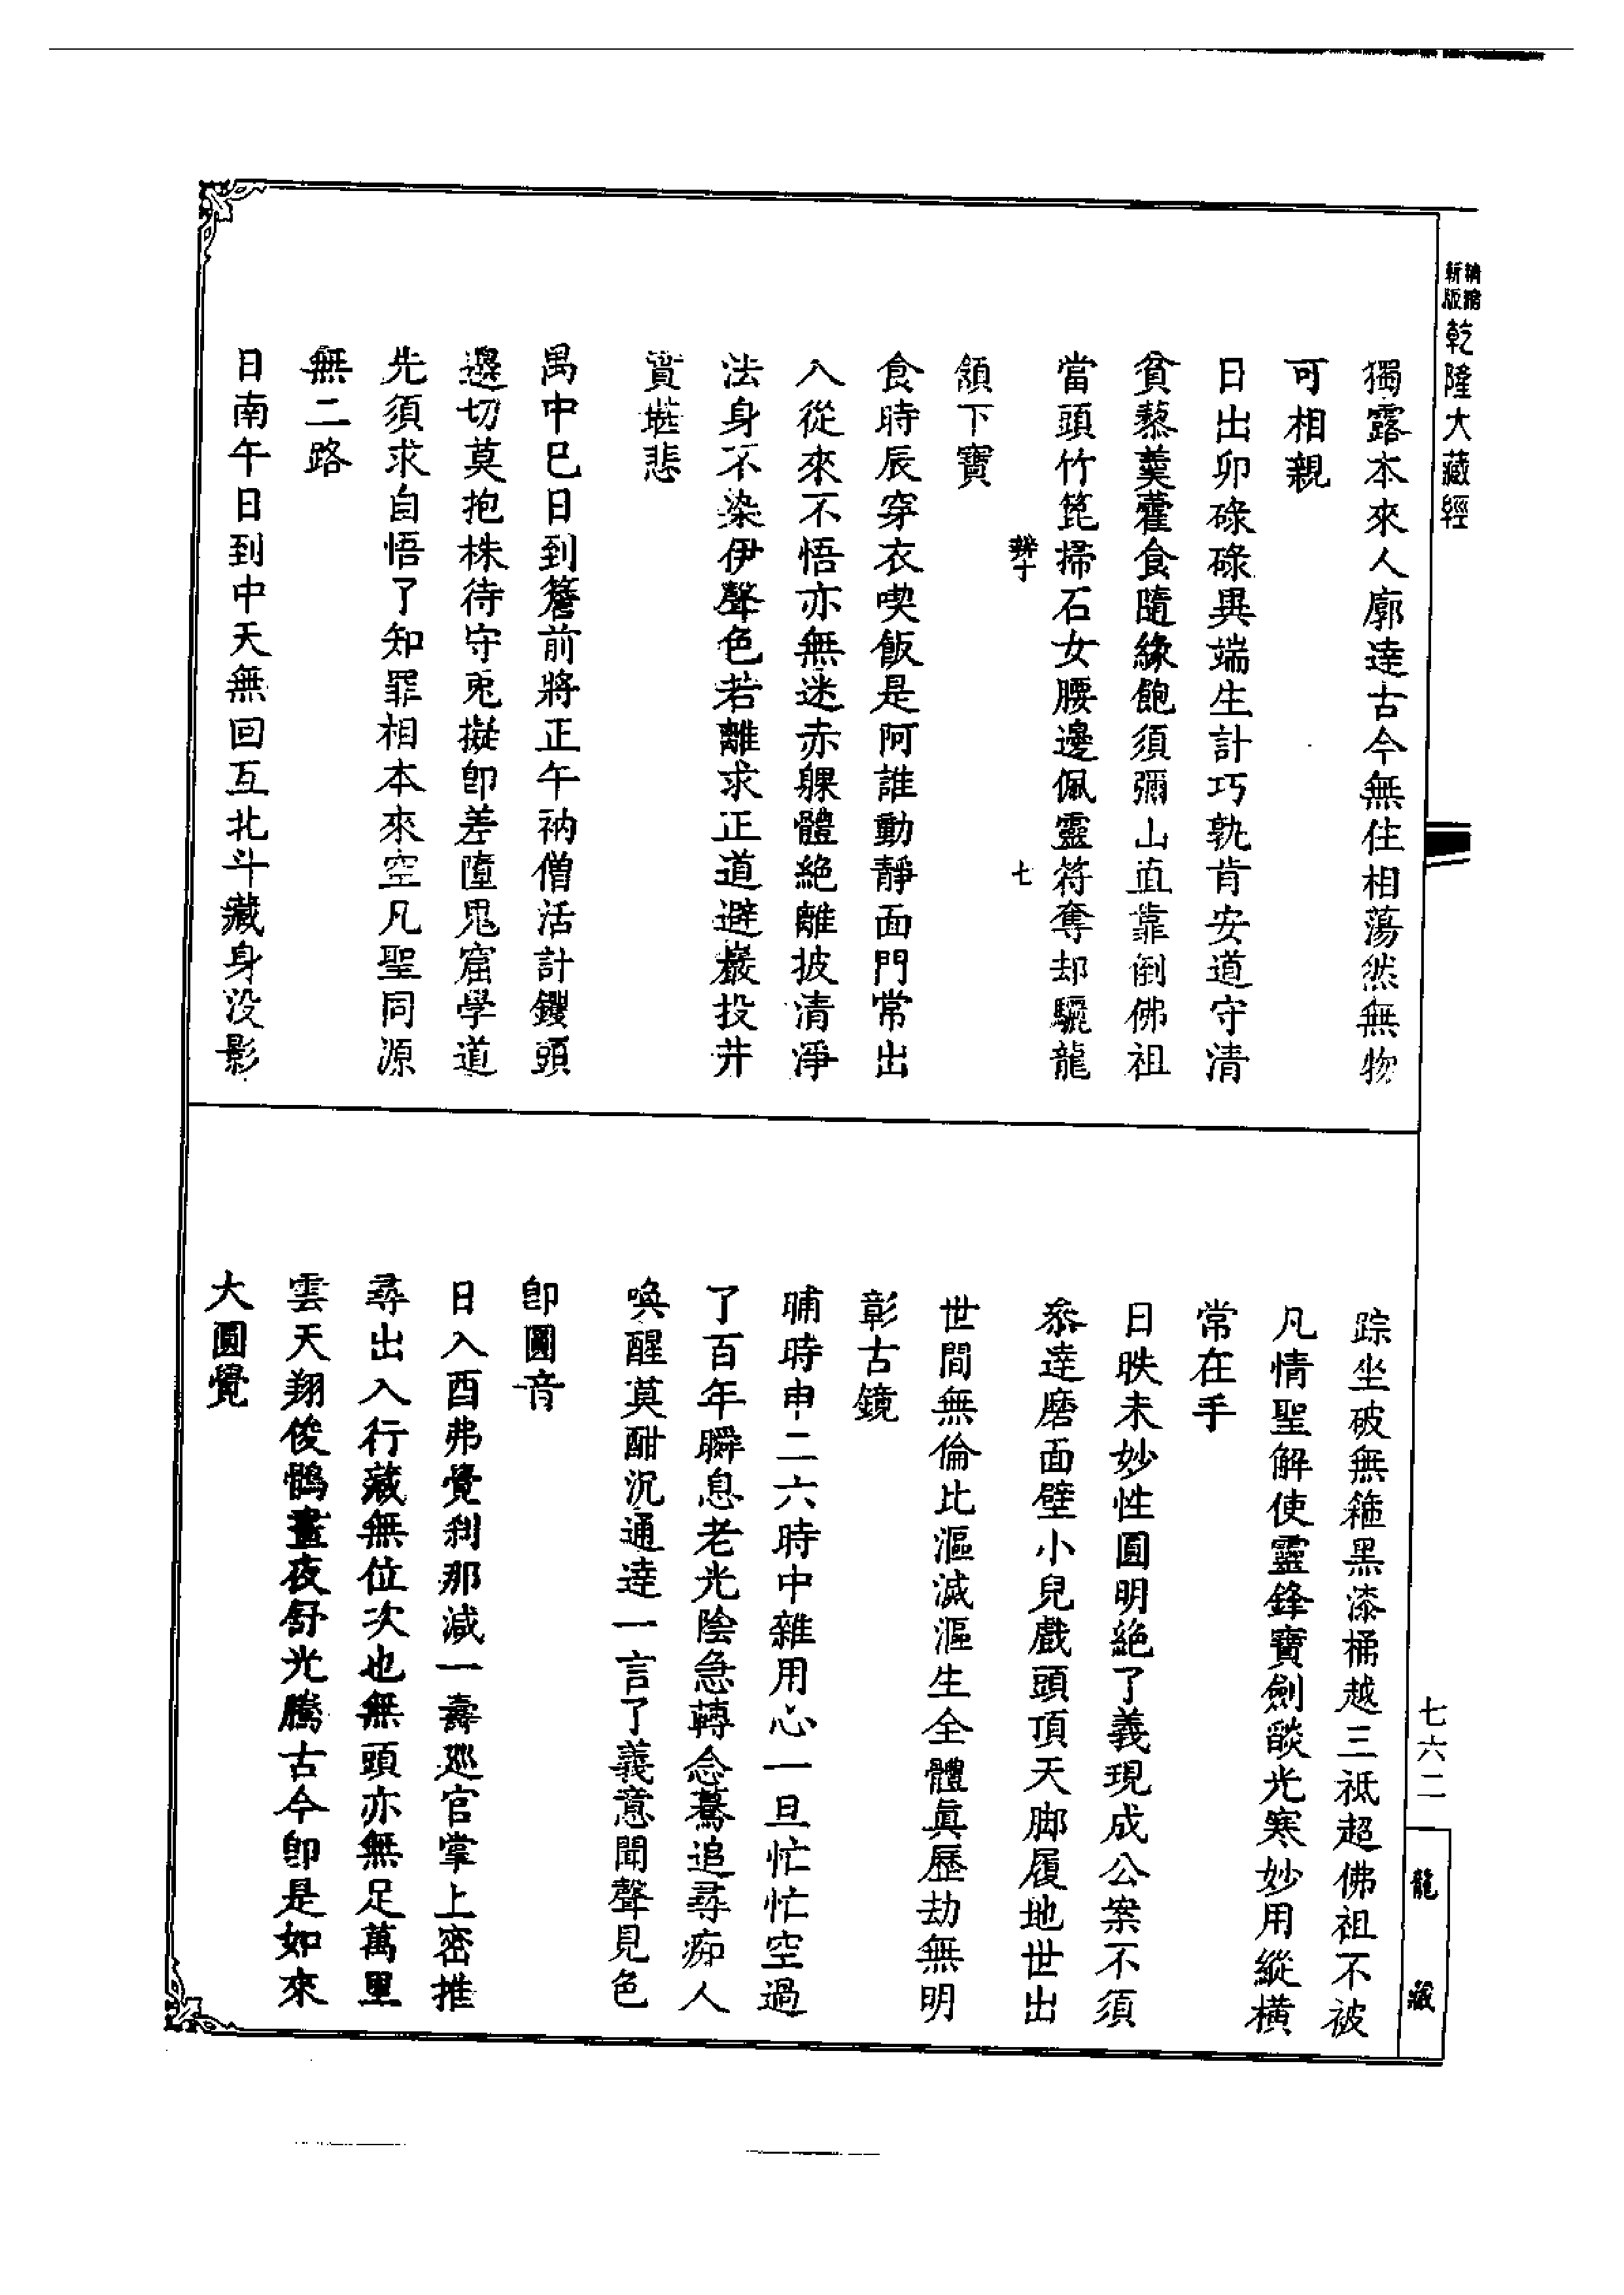 精縮新版乾隆大藏經
獨露本來人廓達古今無住相蕩然無物
可相親
日出卯碌碌異端生計巧孰肯安道守清
貧藜羹藿食隨緣飽須彌山直靠倒佛祖
當頭竹篦掃石女腰邊佩靈符奪却驪龍
頷下寶
食時辰穿衣喫飯是阿誰動靜面門常出
入從來不悟亦無迷赤躶體絕離披清淨
法身不染伊聲色若離求正道避巖投井
實堪悲
禺中巳日到簷前將正午衲僧活計钁頭
邊切莫抱株待守兎擬卽差墮鬼窟學道
先須求自悟了知罪相本來空凡聖同源
無二路
日南午日到中天無回互北斗藏身没影
踪坐破無箍黑漆桶越三祇超佛祖不被
凡情聖解使靈鋒寶劍燄光寒妙用縱橫
常在手
日昳未妙性圓明絕了義現成公案不須
叅達磨面壁小兒戲頭頂天脚履地世出
世間無倫比漚滅漚生全體眞歷劫無明
彰古鏡
晡時申二六時中雜用心一旦忙忙空過
了百年瞬息老光陰急轉念驀追尋痴人
喚醒莫酣沉通達一言了義意聞聲見色
卽圓音
日入酉弗覺刹那減一壽巡官掌上密推
尋出入行藏無位次也無頭亦無足萬里
雲天翔俊鶻晝夜舒光騰古今卽是如來
大圓覺
七六二
龍藏